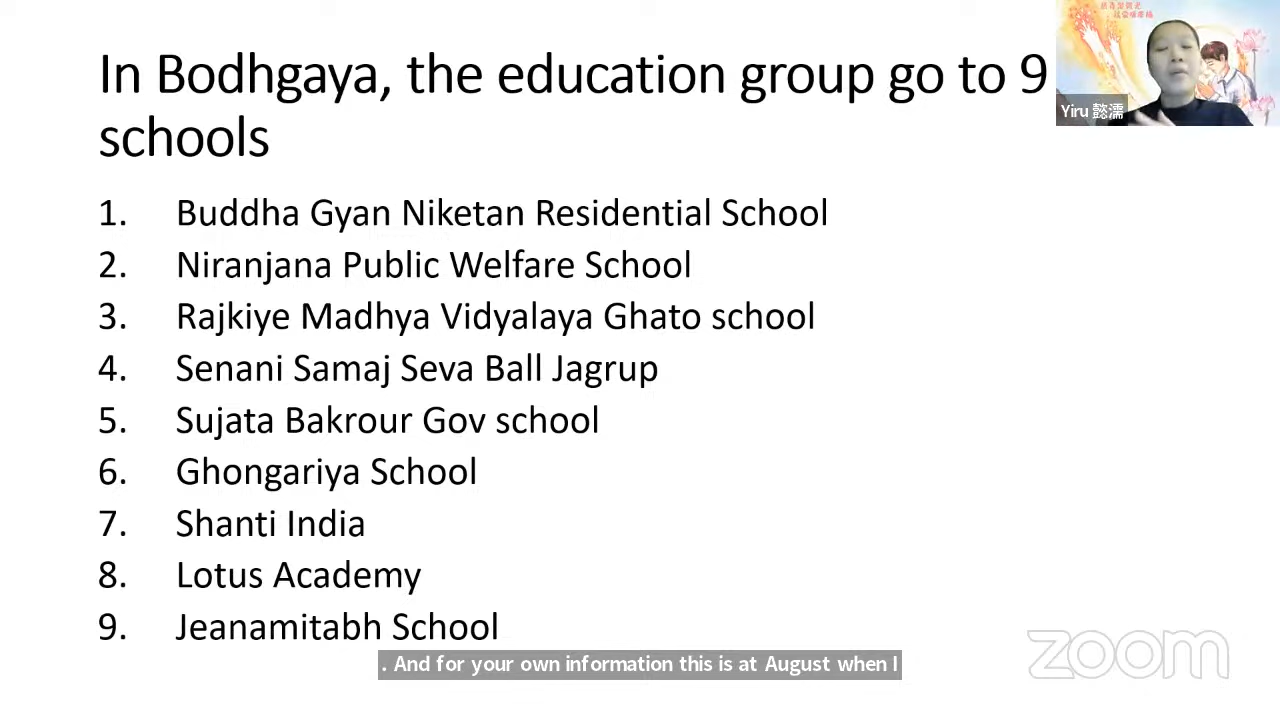 In Bodhgaya, the education group go to 9
schools
1. Buddha Gyan Niketan Residential School
2. Niranjana Public Welfare School
3. Rajkiye Madhya Vidyalaya Ghato school
4. Senani Samaj Seva Ball Jagrup
5. Sujata Bakrour Gov school
6. Ghongariya School
7. Shanti India
8. Lotus Academy
9. Jeanamitabh School
Yiru 懿濡
. And for your own information this is at August when I
zoom